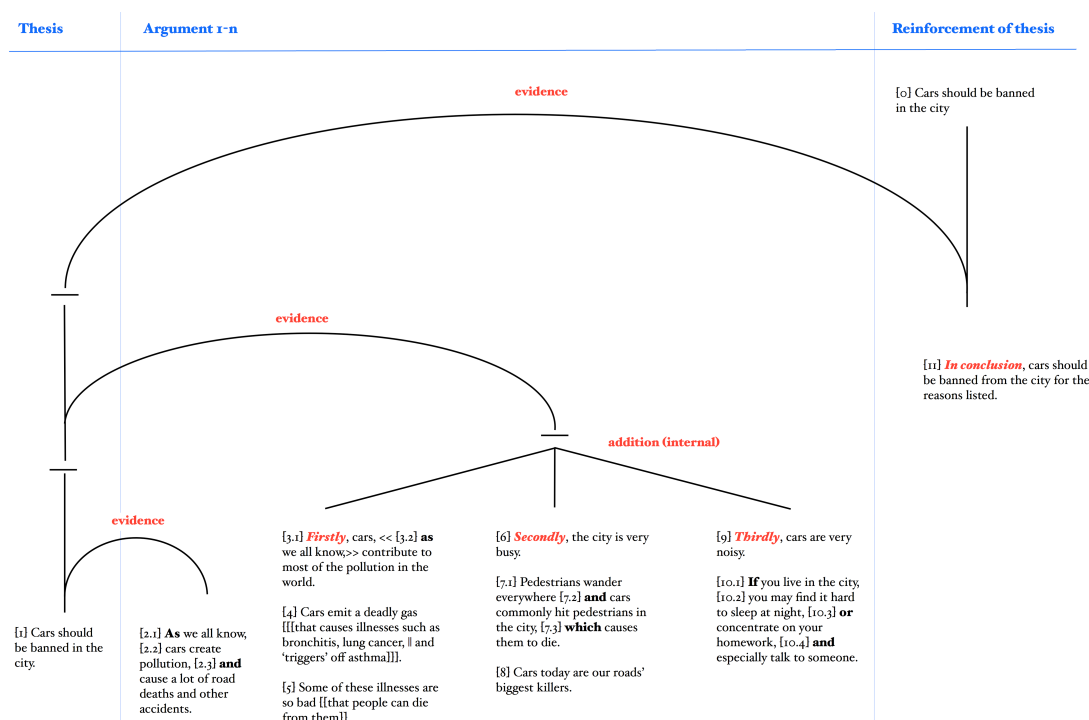 Thesis
Argument 1-n
Reinforcement of thesis
evidence
[0] Cars should be banned
in the city
evidence
[11] In conclusion, cars should
be banned from the city for the
reasons listed.
addition (internal)
evidence
[1] Cars should
be banned in the
city.
[2.1] As we all know,
[2.2] cars create
pollution, [2.3] and
cause a lot of road
deaths and other
accidents.
[3.1] Firstly, cars, << [3.2] as
we all know,>> contribute to
most of the pollution in the
world.
[4] Cars emit a deadly gas
[[[that causes illnesses such as
bronchitis, lung cancer, || and
‘triggers’ off asthma]]].
[5] Some of these illnesses are
so bad [[that people can die
from them]]
[6] Secondly, the city is very
busy.
[7.1] Pedestrians wander
everywhere [7.2] and cars
commonly hit pedestrians in
the city, [7.3] which causes
them to die.
[8] Cars today are our roads’
biggest killers.
[9] Thirdly, cars are very
noisy.
[10.1] If you live in the city,
[10.2] you may find it hard
to sleep at night, [10.3] or
concentrate on your
homework, [10.4] and
especially talk to someone.